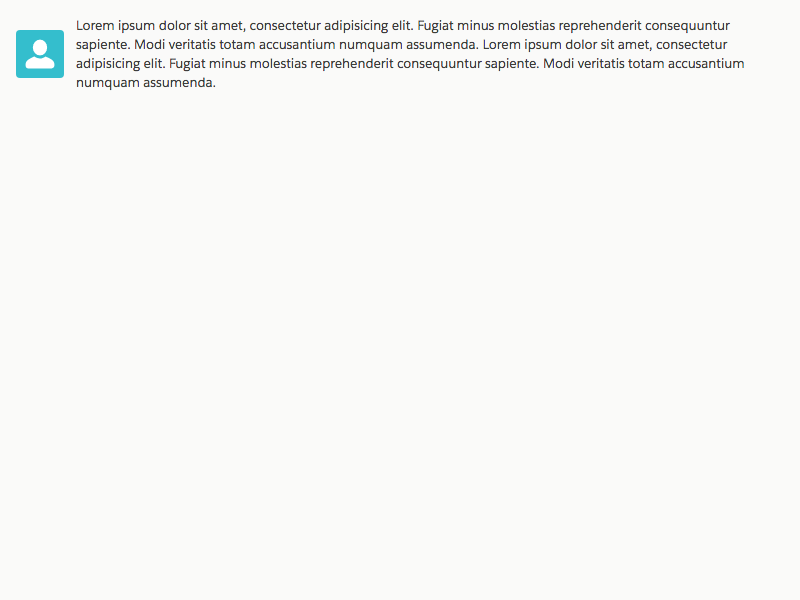 Lorem ipsum dolor sit amet, consectetur adipisicing elit. Fugiat minus molestias reprehenderit consequuntur
sapiente. Modi veritatis totam accusantium numquam assumenda. Lorem ipsum dolor sit amet, consectetur
adipisicing elit. Fugiat minus molestias reprehenderit consequuntur sapiente. Modi veritatis totam accusantium
numquam assumenda.